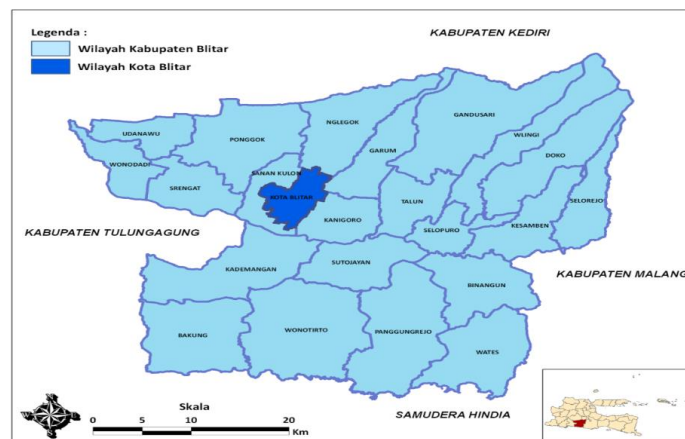 Legenda :
Wilayah Kabupaten Blitar
Wilayah Kota Blitar
KABUPATEN KEDIRI
NGLEGOK
GANDUSARI
UDANAWU
PONGGOK
WLINGI
GARUM
DOKO
WONODADI
SANAN KULON
SRENGAT
KOTA BLITAR
TALUN
SELOREJO
KANIGORO
KESAMBEN
SELOPURO
KABUPATEN TULUNGAGUNG
SUTOJAYAN
KADEMANGAN
KABUPATEN MALANG
BINANGUN
BAKUNG
WONOTIRTO
PANGGUNGREJO
WATES
Skala
0 5 10 20
Km
SAMUDERA HINDIA